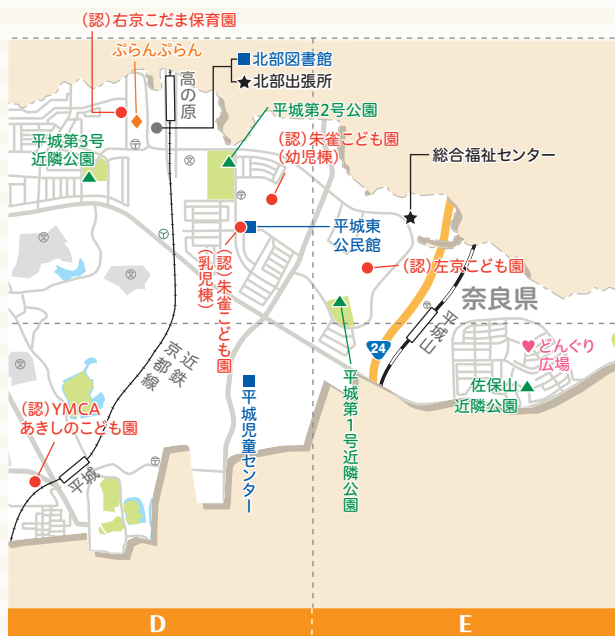 (認)右京こだま保育園
ぷらんぷらん
北部図書館
北部出張所
高の原
平城第2号公園
平城第3号
近隣公園
(認)朱雀こども園
(幼児棟)
総合福祉センター
平城東
公民館
(認)朱雀こども園
(乳児棟)
(認)左京こども園
奈良県
平城山
24
どんぐり
広場
佐保山
近隣公園
近鉄
京都線
平城第1号近隣公園
平城児童センター
(認)YMCA
あきしのこども園
平城
D
E